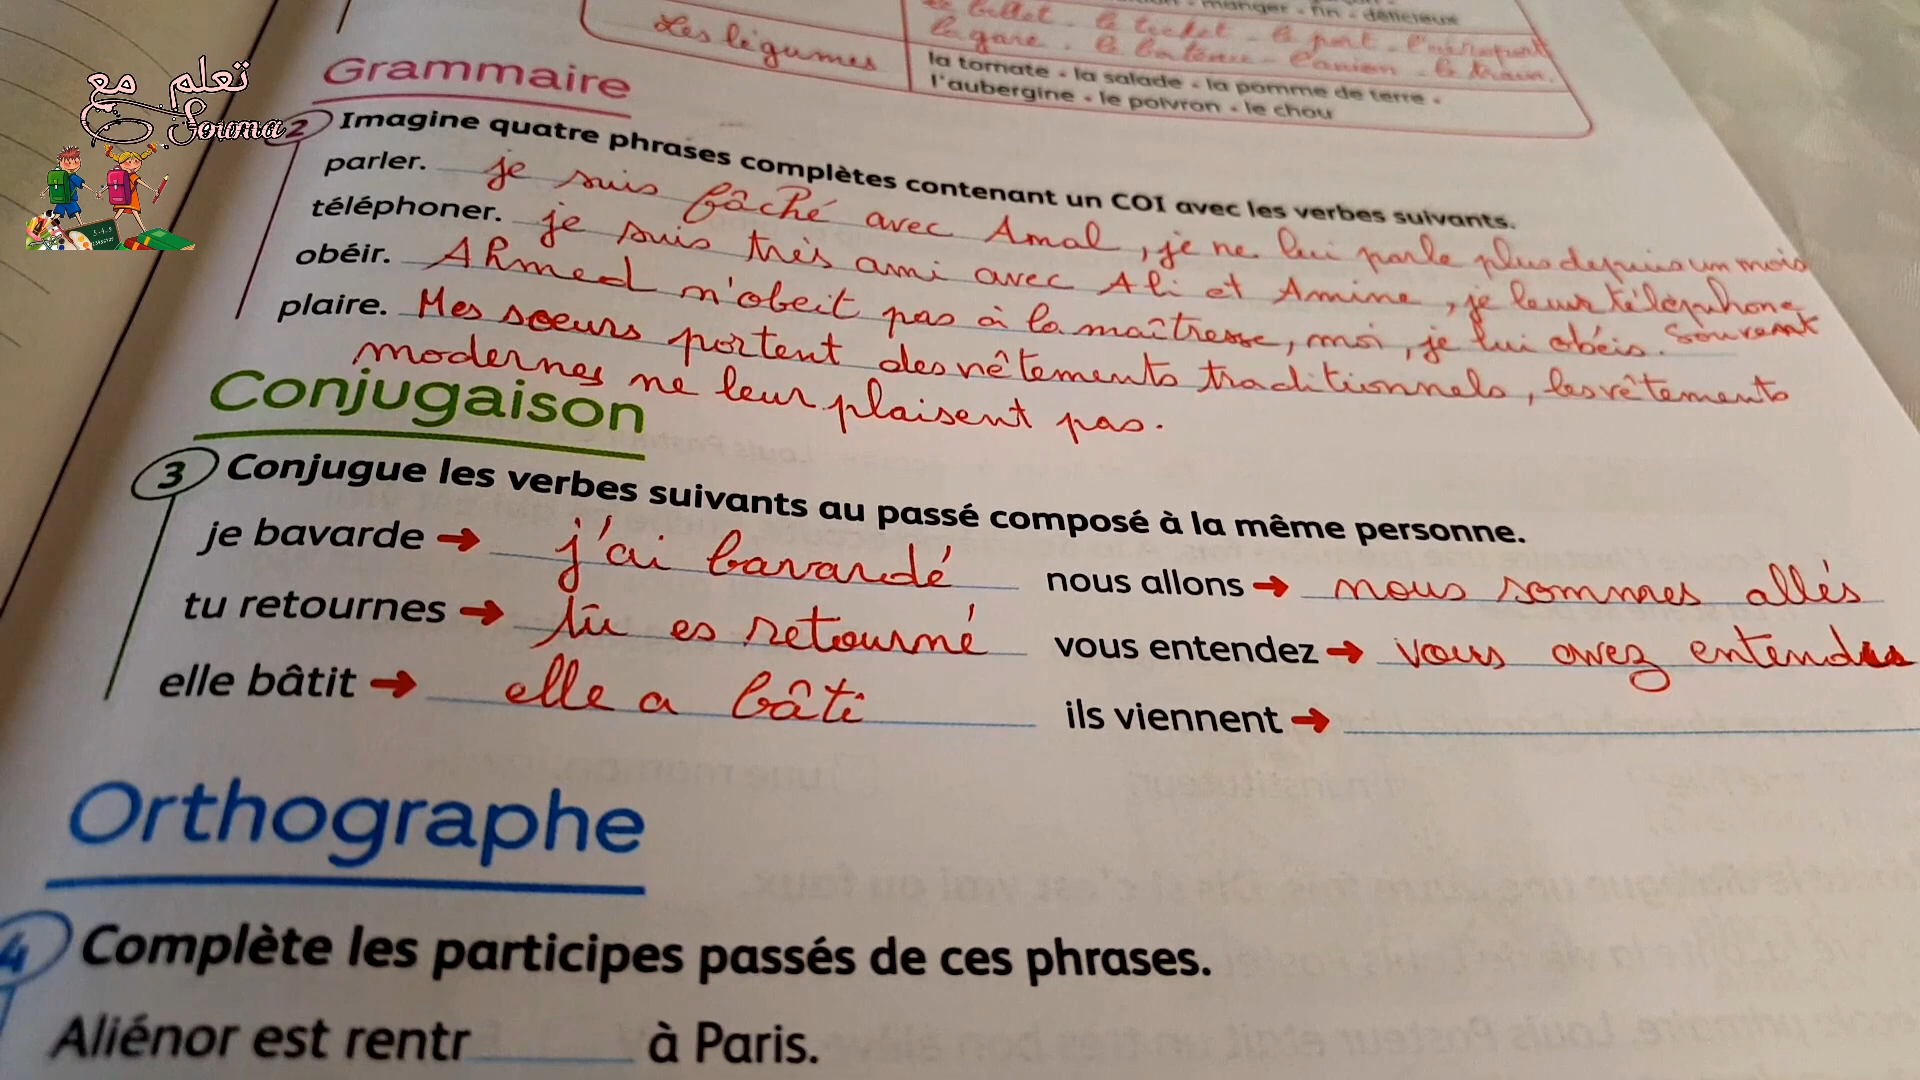 manger - fin - délicieux
le billet - le ticket - le port - l'aéroport
la gare - le bateau - l'avion - le train.
Les légumes
la tomate - la salade - la pomme de terre -
l'aubergine - le poivron - le chou
تعلم مع
Souma
Grammaire
2 Imagine quatre phrases complètes contenant un COI avec les verbes suivants.
parler. je suis fâché avec Amal, je ne lui parle plus depuis un mois
téléphoner. je suis très ami avec Ali et Amine, je leur téléphone souvent
obéir. Ahmed n'obeit pas à la maîtresse, moi, je lui obéis.
plaire. Mes soeurs portent des vêtements traditionnels, les vêtements
modernes ne leur plaisent pas.
Conjugaison
3 Conjugue les verbes suivants au passé composé à la même personne.
je bavarde ➜ j'ai bavardé
nous allons ➜ nous sommes allés
tu retournes ➜ tu es retourné
vous entendez ➜ vous avez entendu
elle bâtit ➜ elle a bâti
ils viennent ➜
Orthographe
4 Complète les participes passés de ces phrases.
Aliénor est rentr____ à Paris.